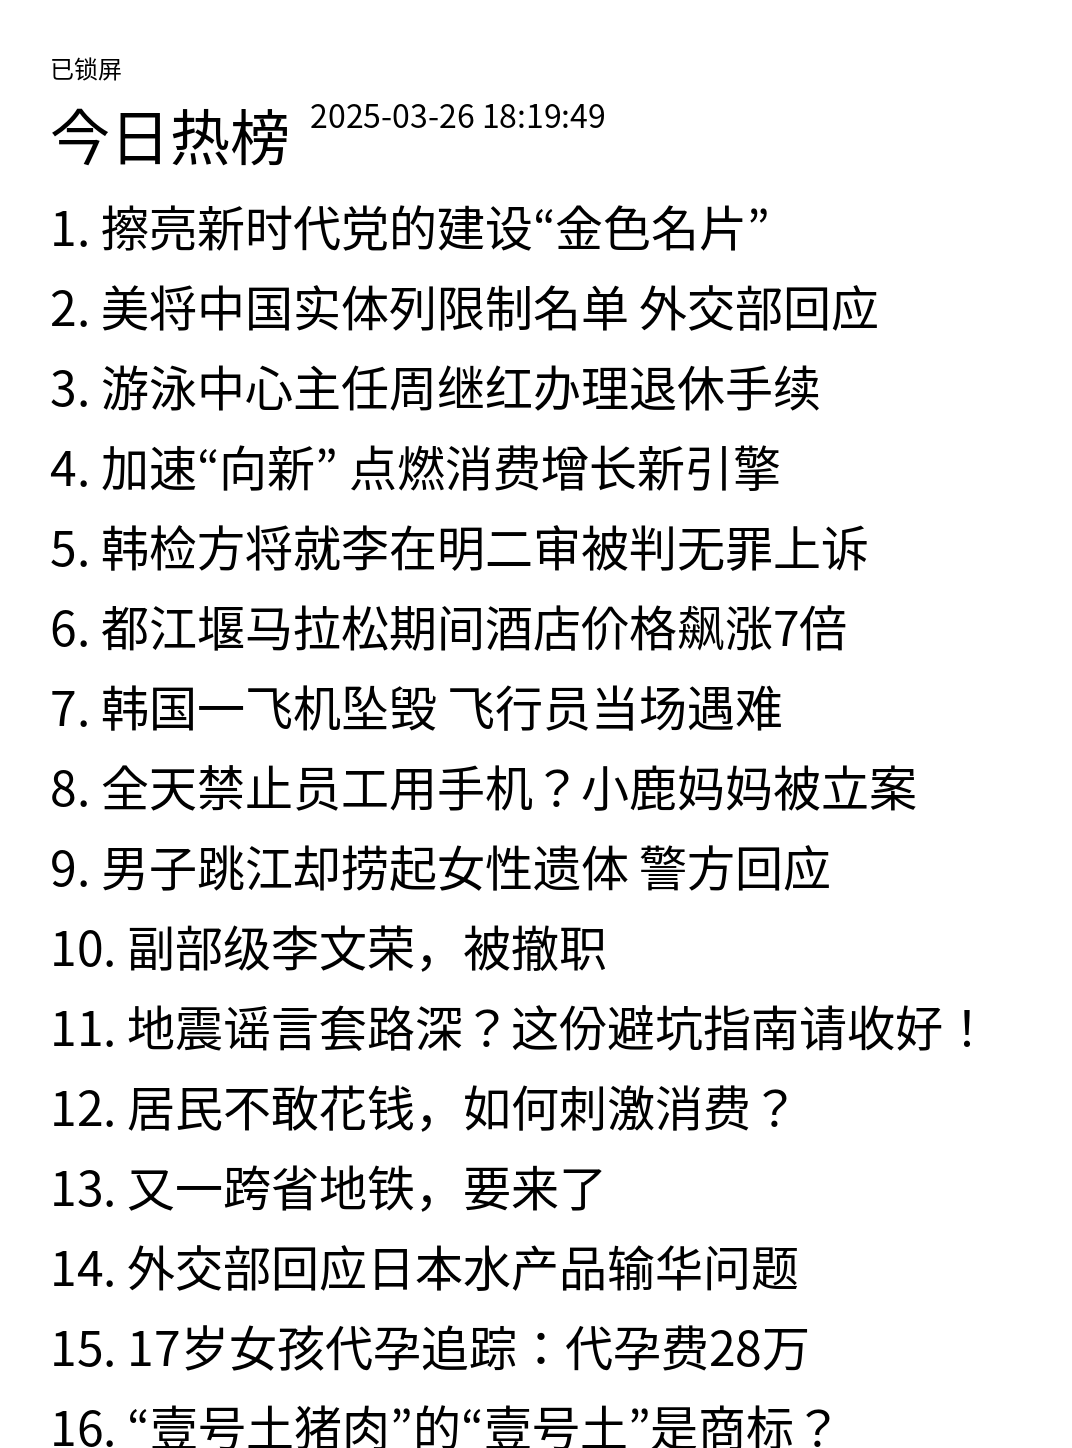 已锁屏
今日热榜 2025-03-26 18:19:49
1. 擦亮新时代党的建设“金色名片”
2. 美将中国实体列限制名单 外交部回应
3. 游泳中心主任周继红办理退休手续
4. 加速“向新” 点燃消费增长新引擎
5. 韩检方将就李在明二审被判无罪上诉
6. 都江堰马拉松期间酒店价格飙涨7倍
7. 韩国一飞机坠毁 飞行员当场遇难
8. 全天禁止员工用手机？小鹿妈妈被立案
9. 男子跳江却捞起女性遗体 警方回应
10. 副部级李文荣，被撤职
11. 地震谣言套路深？这份避坑指南请收好！
12. 居民不敢花钱，如何刺激消费？
13. 又一跨省地铁，要来了
14. 外交部回应日本水产品输华问题
15. 17岁女孩代孕追踪：代孕费28万
16. “壹号土猪肉”的“壹号土”是商标？